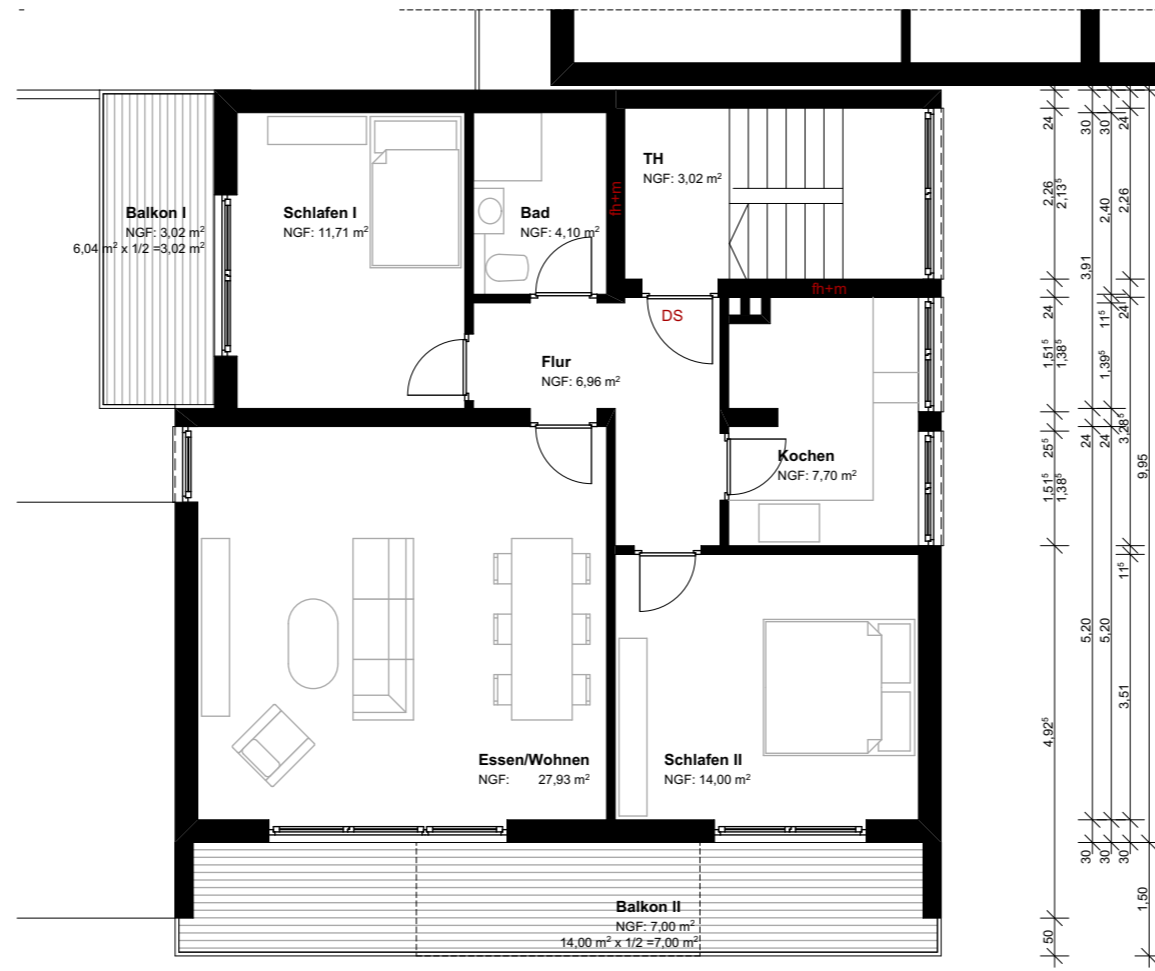 TH
NGF: 3,02 m²
fh+m
Balkon I
NGF: 3,02 m²
6,04 m² x 1/2 =3,02 m²
Schlafen I
NGF: 11,71 m²
Bad
NGF: 4,10 m²
fh+m
DS
Flur
NGF: 6,96 m²
Kochen
NGF: 7,70 m²
Essen/Wohnen
NGF: 27,93 m²
Schlafen II
NGF: 14,00 m²
Balkon II
NGF: 7,00 m²
14,00 m² x 1/2 =7,00 m²
24
2,26
2,13⁵
24
1,51⁵
1,38⁵
25⁵
1,51⁵
1,38⁵
4,92⁵
50
30
3,91
24
5,20
30
30
2,40
11⁵
1,39⁵
24
5,20
30
24
2,26
24
3,28⁵
11⁵
3,51
30
9,95
1,50